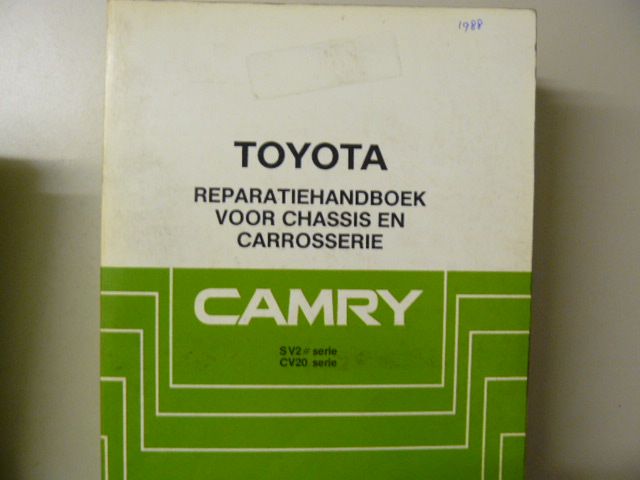 1988
TOYOTA
REPARATIEHANDBOEK
VOOR CHASSIS EN
CARROSSERIE
CAMRY
SV2# serie
CV20 serie